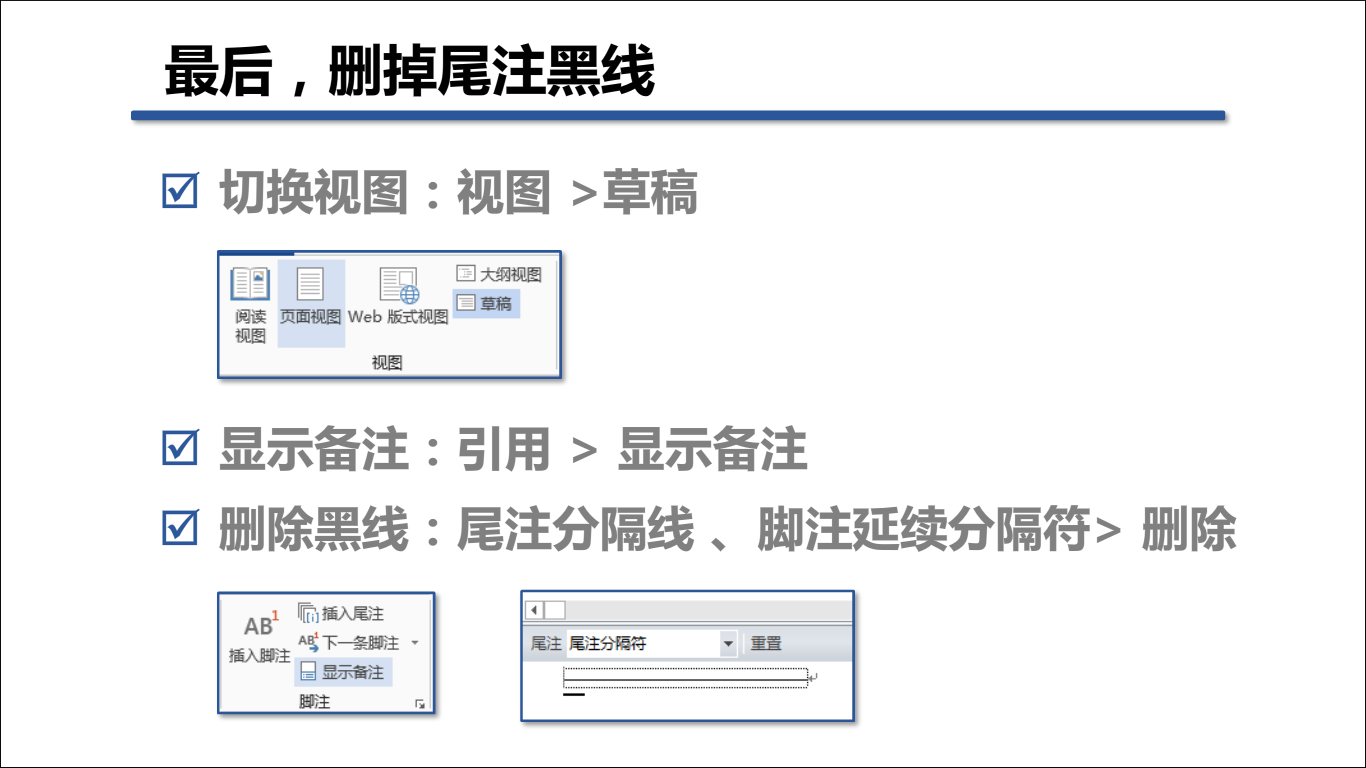 最后，删掉尾注黑线
切换视图：视图 >草稿
阅读
视图
页面视图
Web 版式视图
大纲视图
草稿
视图
显示备注：引用 > 显示备注
删除黑线：尾注分隔线 、脚注延续分隔符> 删除
AB1
插入脚注
[i] 插入尾注
AB1 下一条脚注
显示备注
脚注
尾注 尾注分隔符 重置